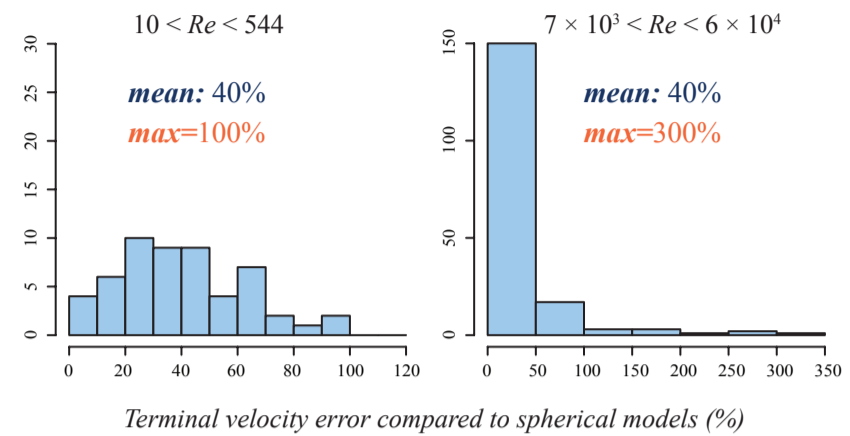 10 < Re < 544
mean: 40%
max=100%
30
25
20
15
10
5
0
0 20 40 60 80 100 120
7 × 10³ < Re < 6 × 10⁴
mean: 40%
max=300%
150
100
50
0
0 50 100 150 200 250 300 350
Terminal velocity error compared to spherical models (%)